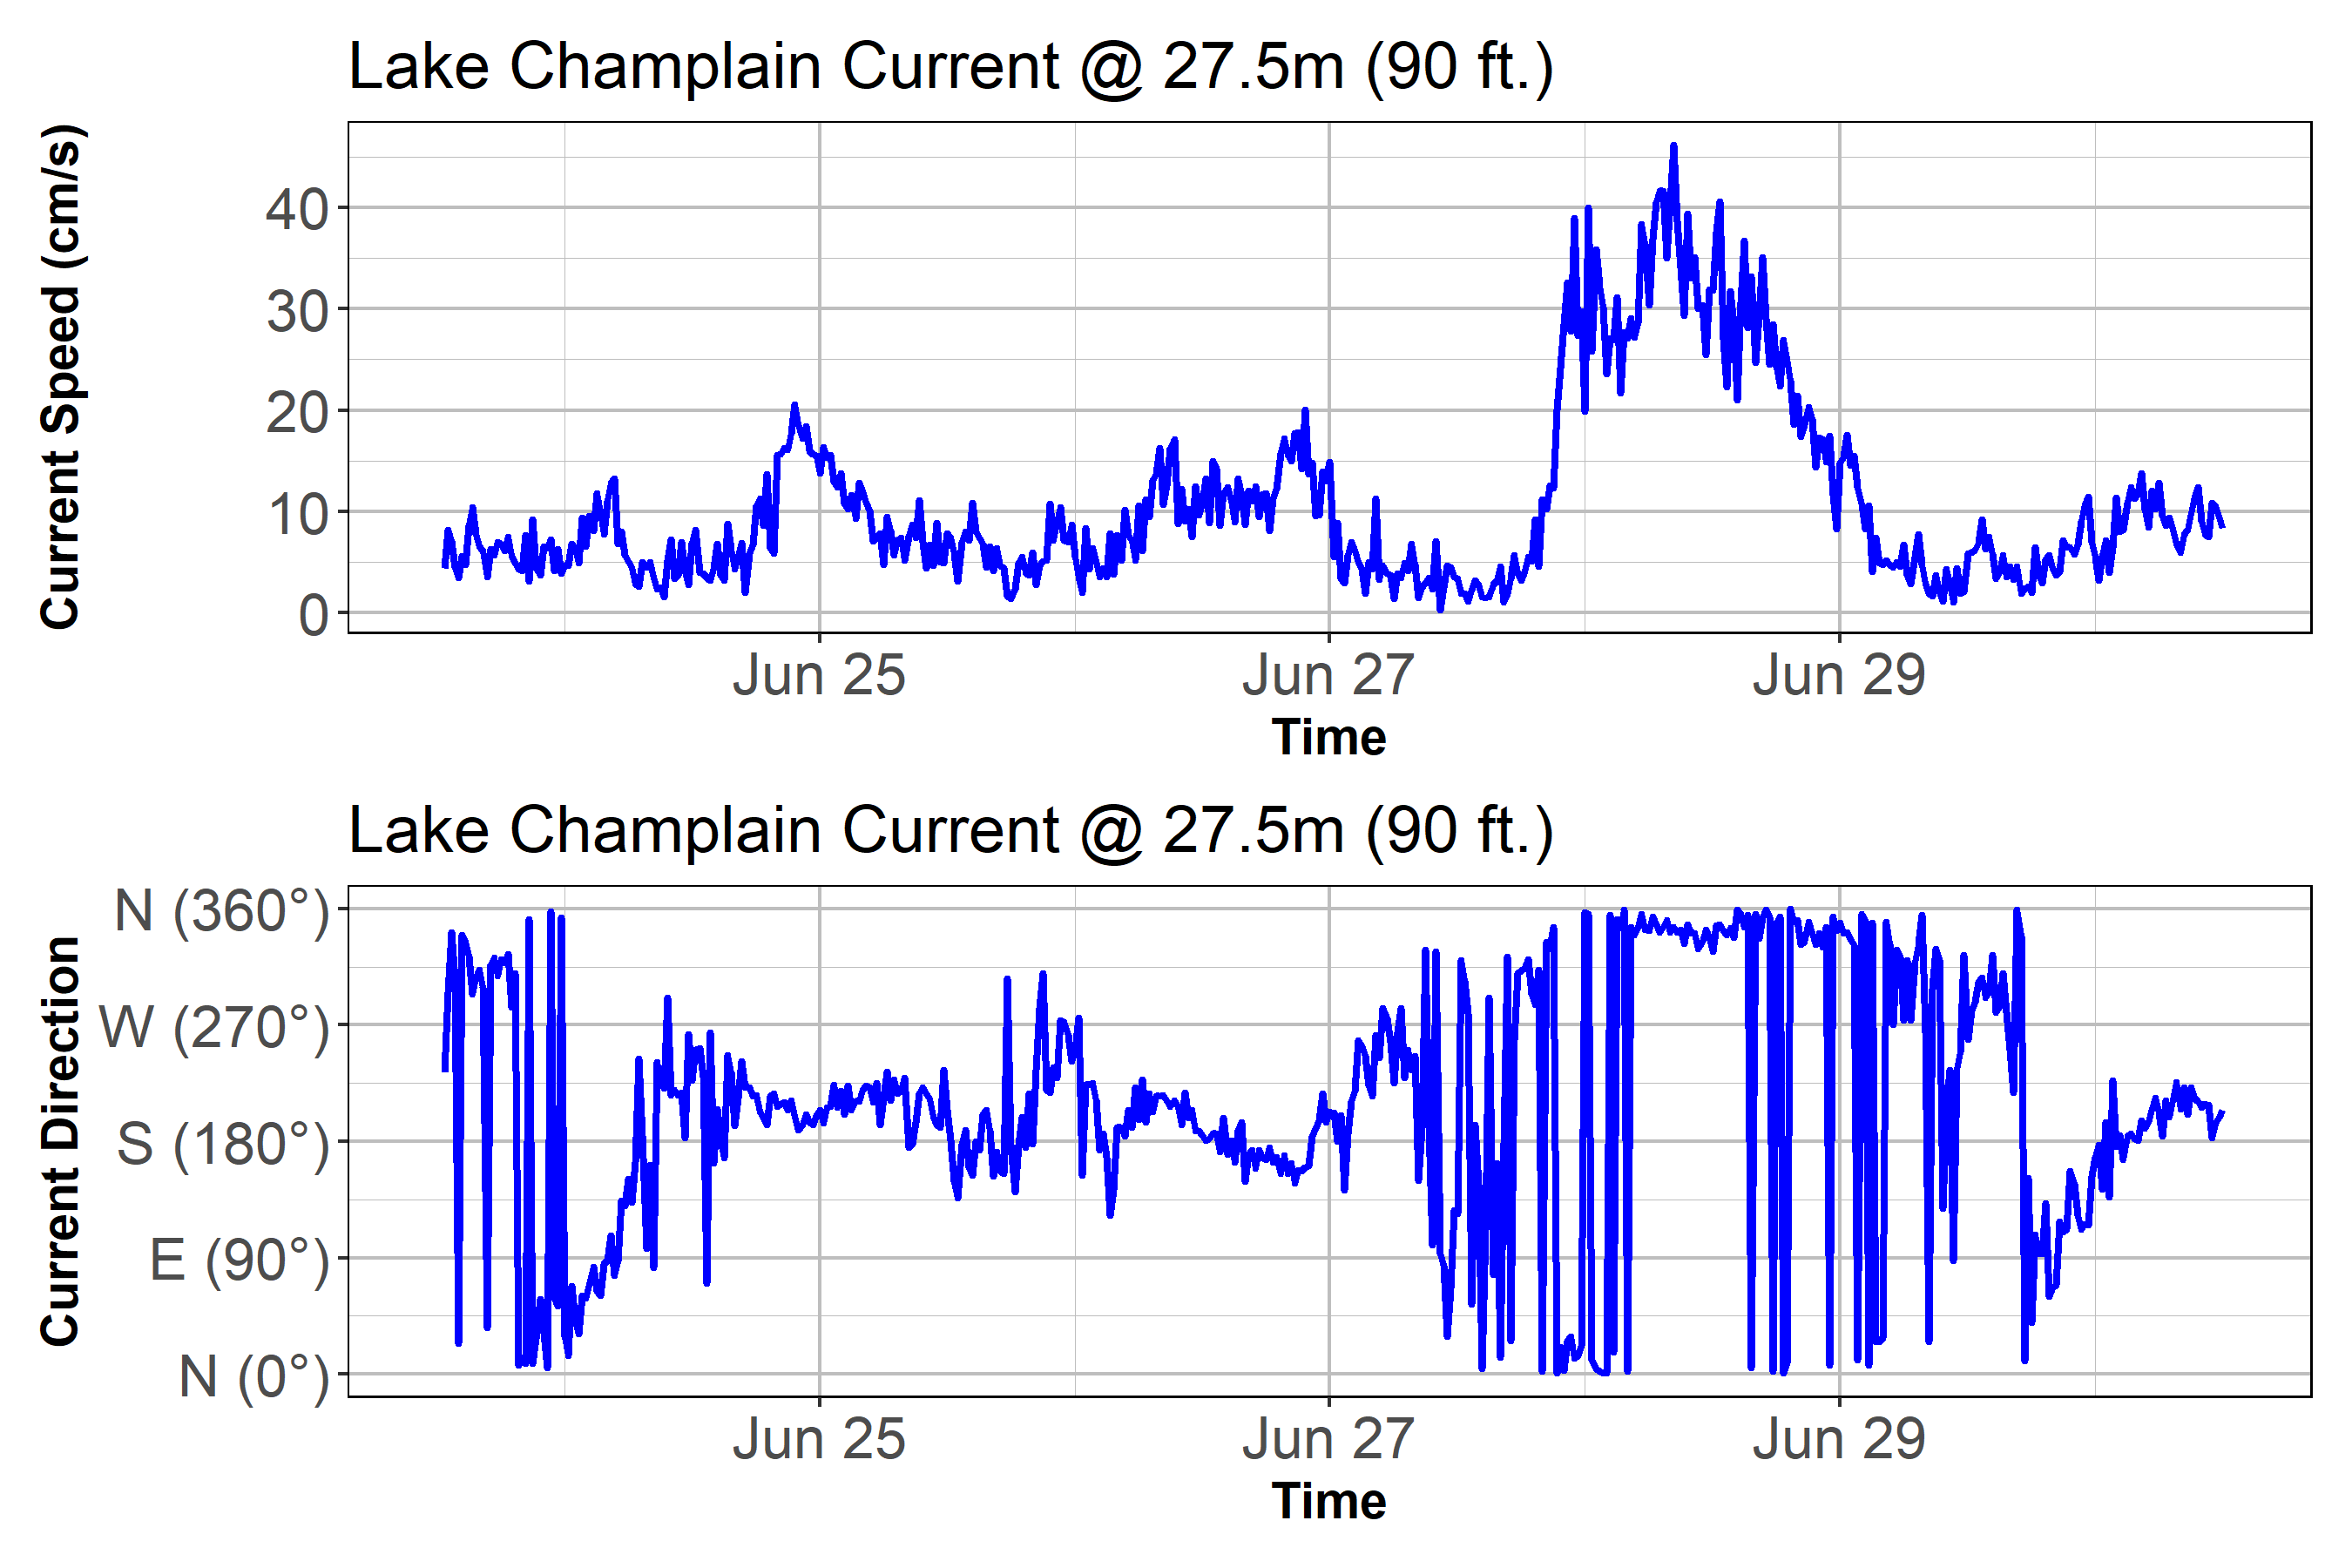 Lake Champlain Current @ 27.5m (90 ft.)
Current Speed (cm/s)
40
30
20
10
0
Jun 25
Jun 27
Jun 29
Time
Lake Champlain Current @ 27.5m (90 ft.)
Current Direction
N (360°)
W (270°)
S (180°)
E (90°)
N (0°)
Jun 25
Jun 27
Jun 29
Time